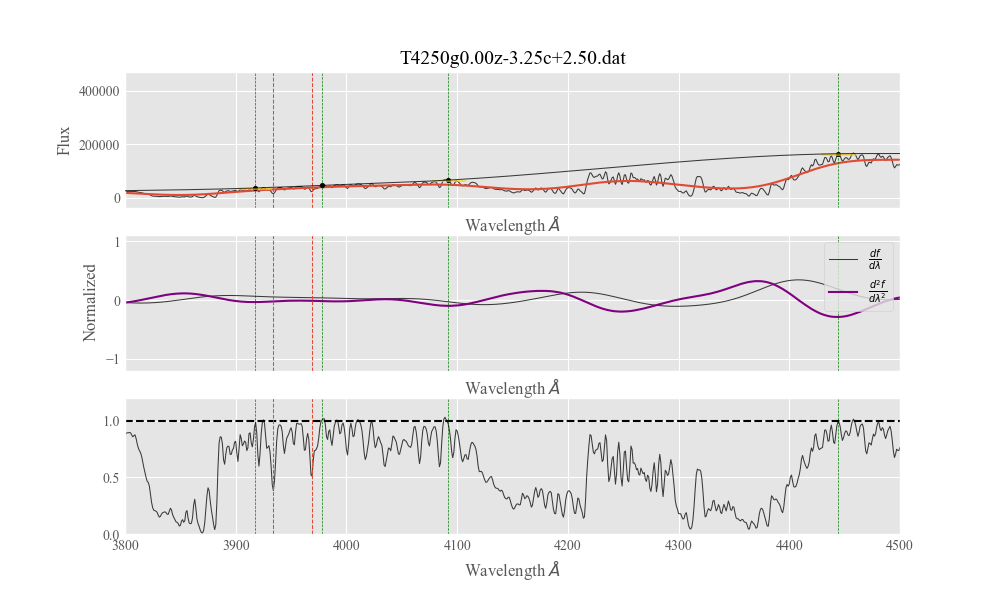 T4250g0.00z-3.25c+2.50.dat
Flux
400000
200000
0
Wavelength Å
Normalized
1
0
−1
df/dλ
d²f/dλ²
Wavelength Å
1.0
0.5
0.0
3800 3900 4000 4100 4200 4300 4400 4500
Wavelength Å